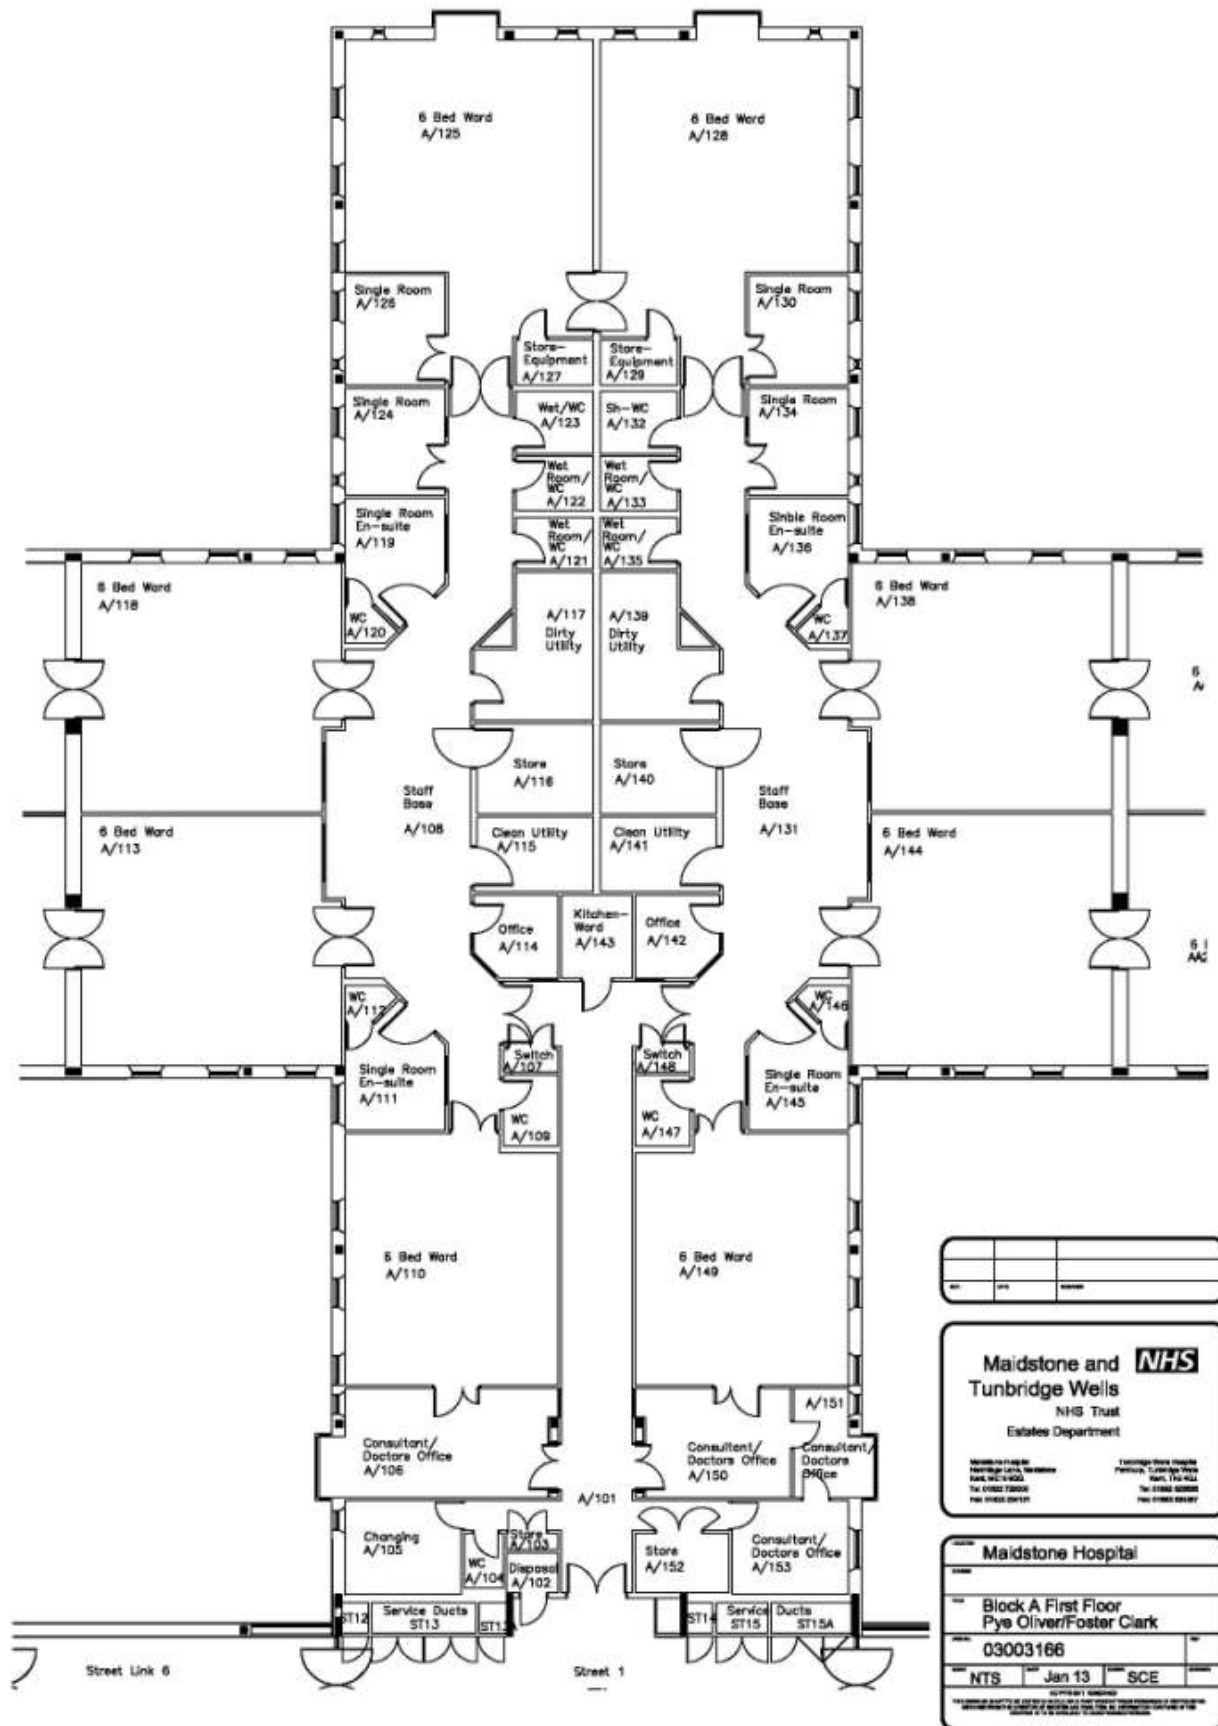 6 Bed Ward
A/125
6 Bed Ward
A/128
Single Room
A/126
Single Room
A/130
Store-
Equipment
A/127
Store-
Equipment
A/129
Single Room
A/124
Wet/WC
A/123
Sh-WC
A/132
Single Room
A/134
Wet
Room/
WC
A/122
Wet
Room/
WC
A/133
Single Room
En-suite
A/119
Wet
Room/
WC
A/121
Wet
Room/
WC
A/135
Sinble Room
En-suite
A/136
6 Bed Ward
A/118
WC
A/120
A/117
Dirty
Utility
A/139
Dirty
Utility
WC
A/137
6 Bed Ward
A/138
6
Store
A/116
Store
A/140
Staff
Base
A/108
Staff
Base
A/131
6 Bed Ward
A/113
Clean Utility
A/115
Clean Utility
A/141
6 Bed Ward
A/144
Office
A/114
Kitchen-
Ward
A/143
Office
A/142
6
WC
A/112
WC
A/146
Switch
A/107
Switch
A/148
Single Room
En-suite
A/111
WC
A/109
WC
A/147
Single Room
En-suite
A/145
6 Bed Ward
A/110
6 Bed Ward
A/149
Consultant/
Doctors Office
A/106
Consultant/
Doctors Office
A/150
A/151
Consultant/
Doctors
Office
A/101
Changing
A/105
WC
A/104
Store
A/103
Disposal
A/102
Store
A/152
Consultant/
Doctors Office
A/153
ST12
Service Ducts
ST13
ST14
Service Ducts
ST15
ST15A
Street Link 6
Street 1
Maidstone and
Tunbridge Wells
NHS
NHS Trust
Estates Department
Maidstone Hospital
Block A First Floor
Pye Oliver/Foster Clark
03003166
NTS
Jan 13
SCE